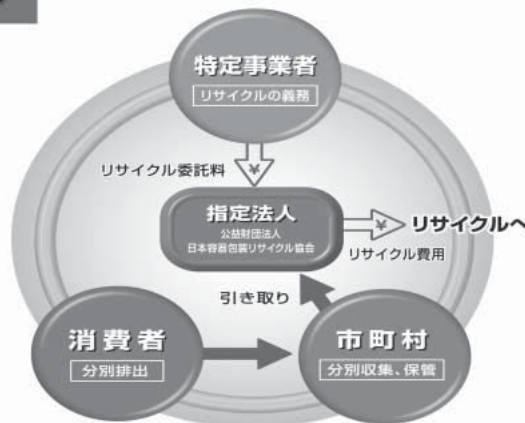 特定事業者
リサイクルの義務
リサイクル委託料
¥
指定法人
公益財団法人
日本容器包装リサイクル協会
¥
リサイクルへ
リサイクル費用
引き取り
消費者
分別排出
市町村
分別収集、保管